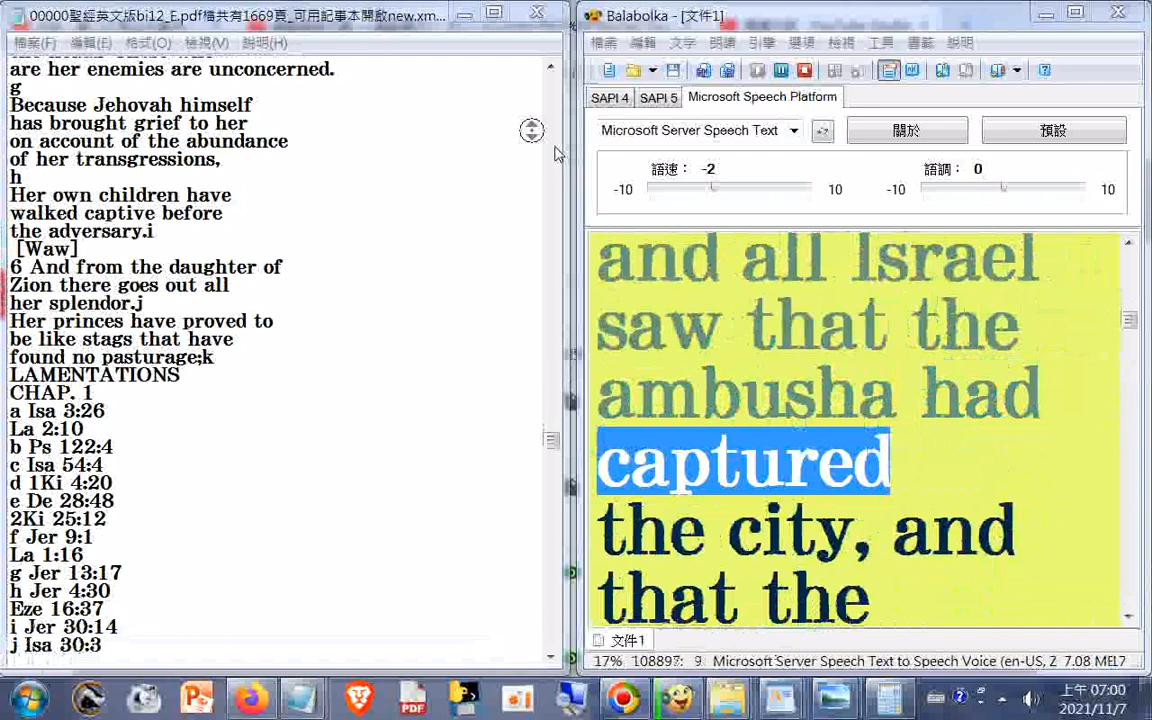 00000聖經英文版bi12_E.pdf檔共有1669頁_可用記事本開啟new.xm...
檔案(F) 編輯(E) 格式(O) 檢視(V) 說明(H)
are her enemies are unconcerned.
g
Because Jehovah himself
has brought grief to her
on account of the abundance
of her transgressions,
h
Her own children have
walked captive before
the adversary.i
[Waw]
6 And from the daughter of
Zion there goes out all
her splendor.j
Her princes have proved to
be like stags that have
found no pasturage;k
LAMENTATIONS
CHAP. 1
a Isa 3:26
La 2:10
b Ps 122:4
c Isa 54:4
d 1Ki 4:20
e De 28:48
2Ki 25:12
f Jer 9:1
La 1:16
g Jer 13:17
h Jer 4:30
Eze 16:37
i Jer 30:14
j Isa 30:3
Balabolka - [文件1]
檔案 編輯 文字 朗讀 引擎 選項 檢視 工具 書籤 說明
SAPI 4 SAPI 5 Microsoft Speech Platform
Microsoft Server Speech Text 關於 預設
語速： -2 語調： 0
-10 10 -10 10
and all Israel
saw that the
ambusha had
captured
the city, and
that the
文件1
17% 108897: 9 Microsoft Server Speech Text to Speech Voice (en-US, 2 7.08 ME
上午 07:00
2021/11/7